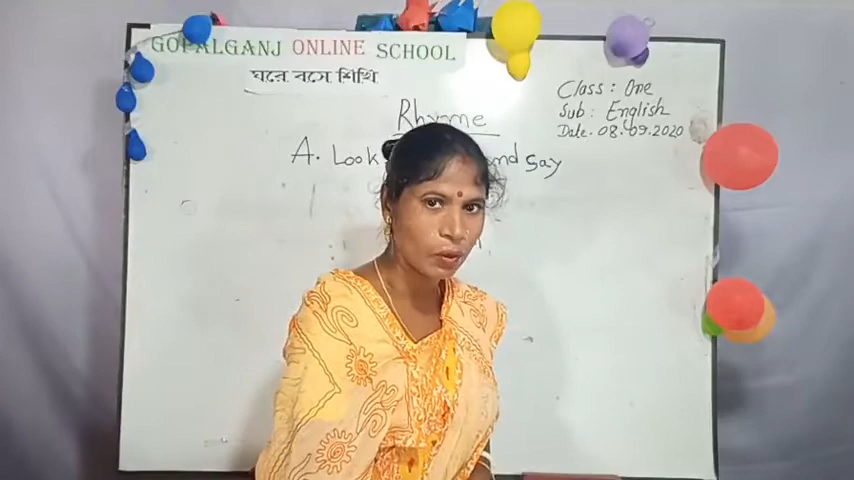 GOPALGANJ ONLINE SCHOOL
ঘরে বসে শিখি
Class : One
Sub : English
Date. 08.09.2020
Rhyme
A. Look and say